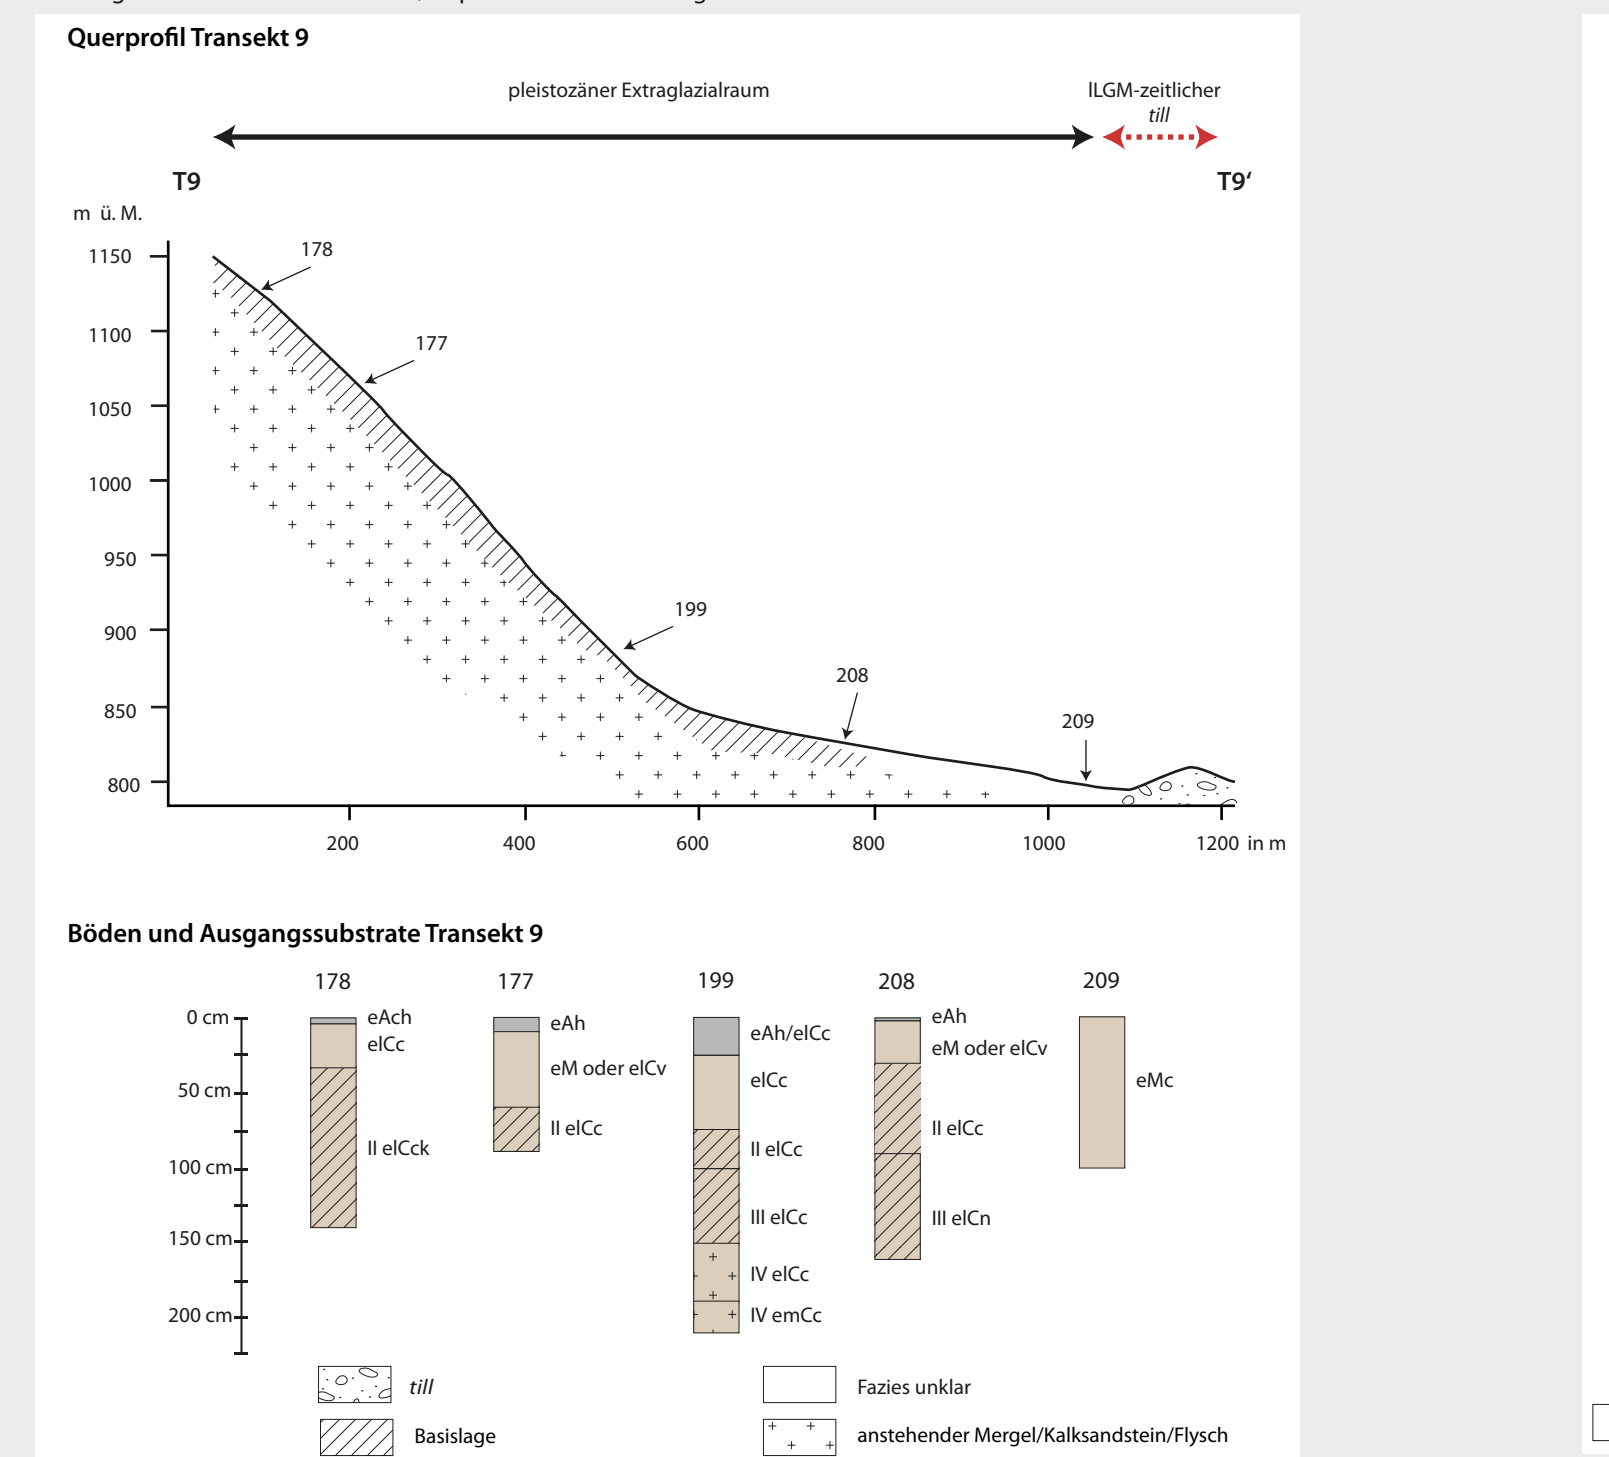 Querprofil Transekt 9
pleistozäner Extraglazialraum
lLGM-zeitlicher
till
T9
T9‘
m ü. M.
1150
1100
1050
1000
950
900
850
800
178
177
199
208
209
200
400
600
800
1000
1200 in m
Böden und Ausgangssubstrate Transekt 9
178
177
199
208
209
0 cm
50 cm
100 cm
150 cm
200 cm
eAch
elCc
II elCck
eAh
eM oder elCv
II elCc
eAh/elCc
elCc
II elCc
III elCc
IV elCc
IV emCc
eAh
eM oder elCv
II elCc
III elCn
eMc
till
Fazies unklar
Basislage
anstehender Mergel/Kalksandstein/Flysch